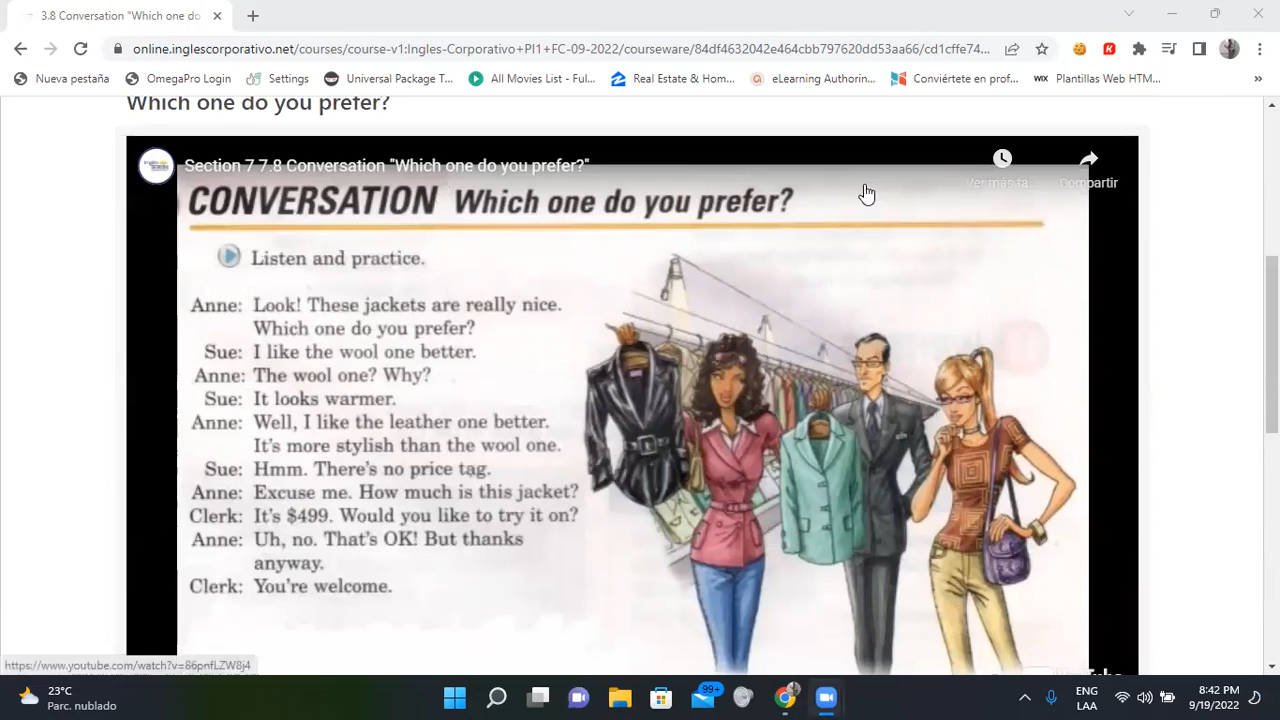 3.8 Conversation "Which one do
online.inglescorporativo.net/courses/course-v1:Ingles-Corporativo+PI1+FC-09-2022/courseware/84df4632042e464cbb797620dd53aa66/cd1cffe74...
Nueva pestaña OmegaPro Login Settings Universal Package T... All Movies List - Ful... Real Estate & Hom... eLearning Authorin... Conviértete en prof... WIX Plantillas Web HTM... »
Which one do you prefer?
Section 7 7.8 Conversation "Which one do you prefer?"
Ver más ta... Compartir
CONVERSATION Which one do you prefer?
Listen and practice.
Anne: Look! These jackets are really nice.
Which one do you prefer?
Sue: I like the wool one better.
Anne: The wool one? Why?
Sue: It looks warmer.
Anne: Well, I like the leather one better.
It's more stylish than the wool one.
Sue: Hmm. There's no price tag.
Anne: Excuse me. How much is this jacket?
Clerk: It's $499. Would you like to try it on?
Anne: Uh, no. That's OK! But thanks
anyway.
Clerk: You're welcome.
https://www.youtube.com/watch?v=86pnfLZW8j4
23°C
Parc. nublado
99+
ENG
LAA
8:42 PM
9/19/2022